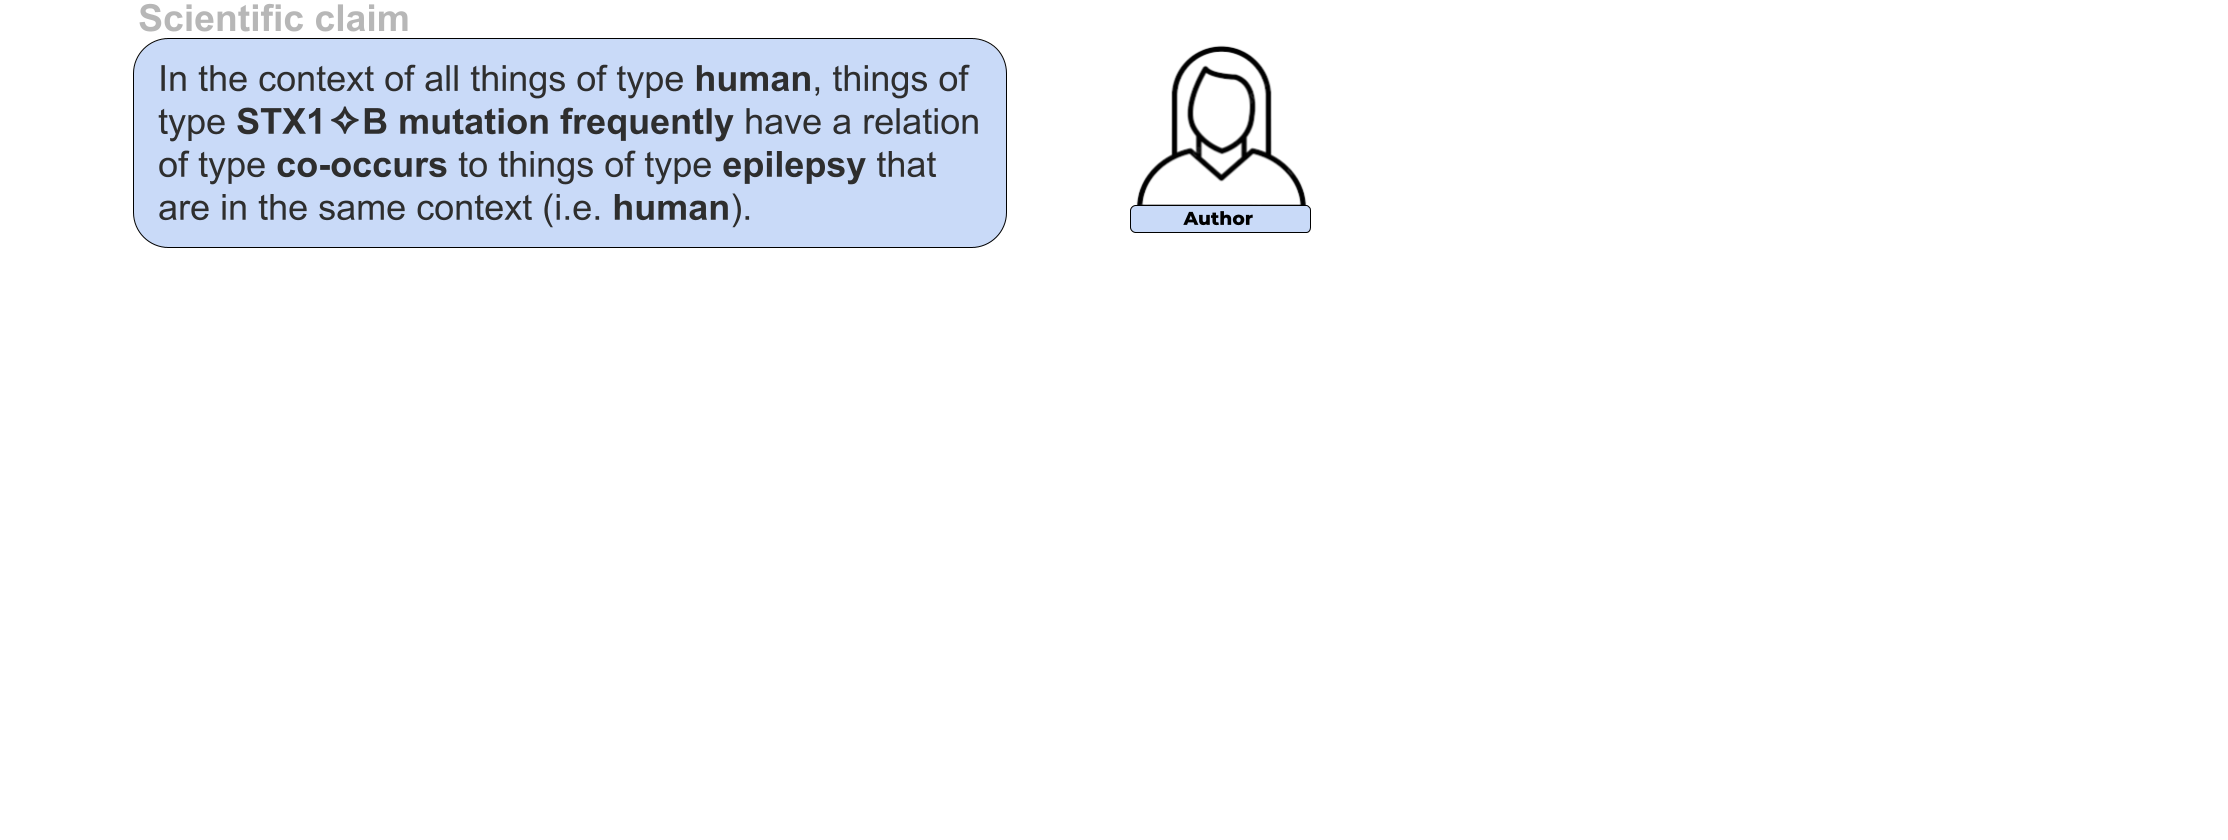 Scientific claim
In the context of all things of type human, things of
type STX1✧B mutation frequently have a relation
of type co-occurs to things of type epilepsy that
are in the same context (i.e. human).
Author